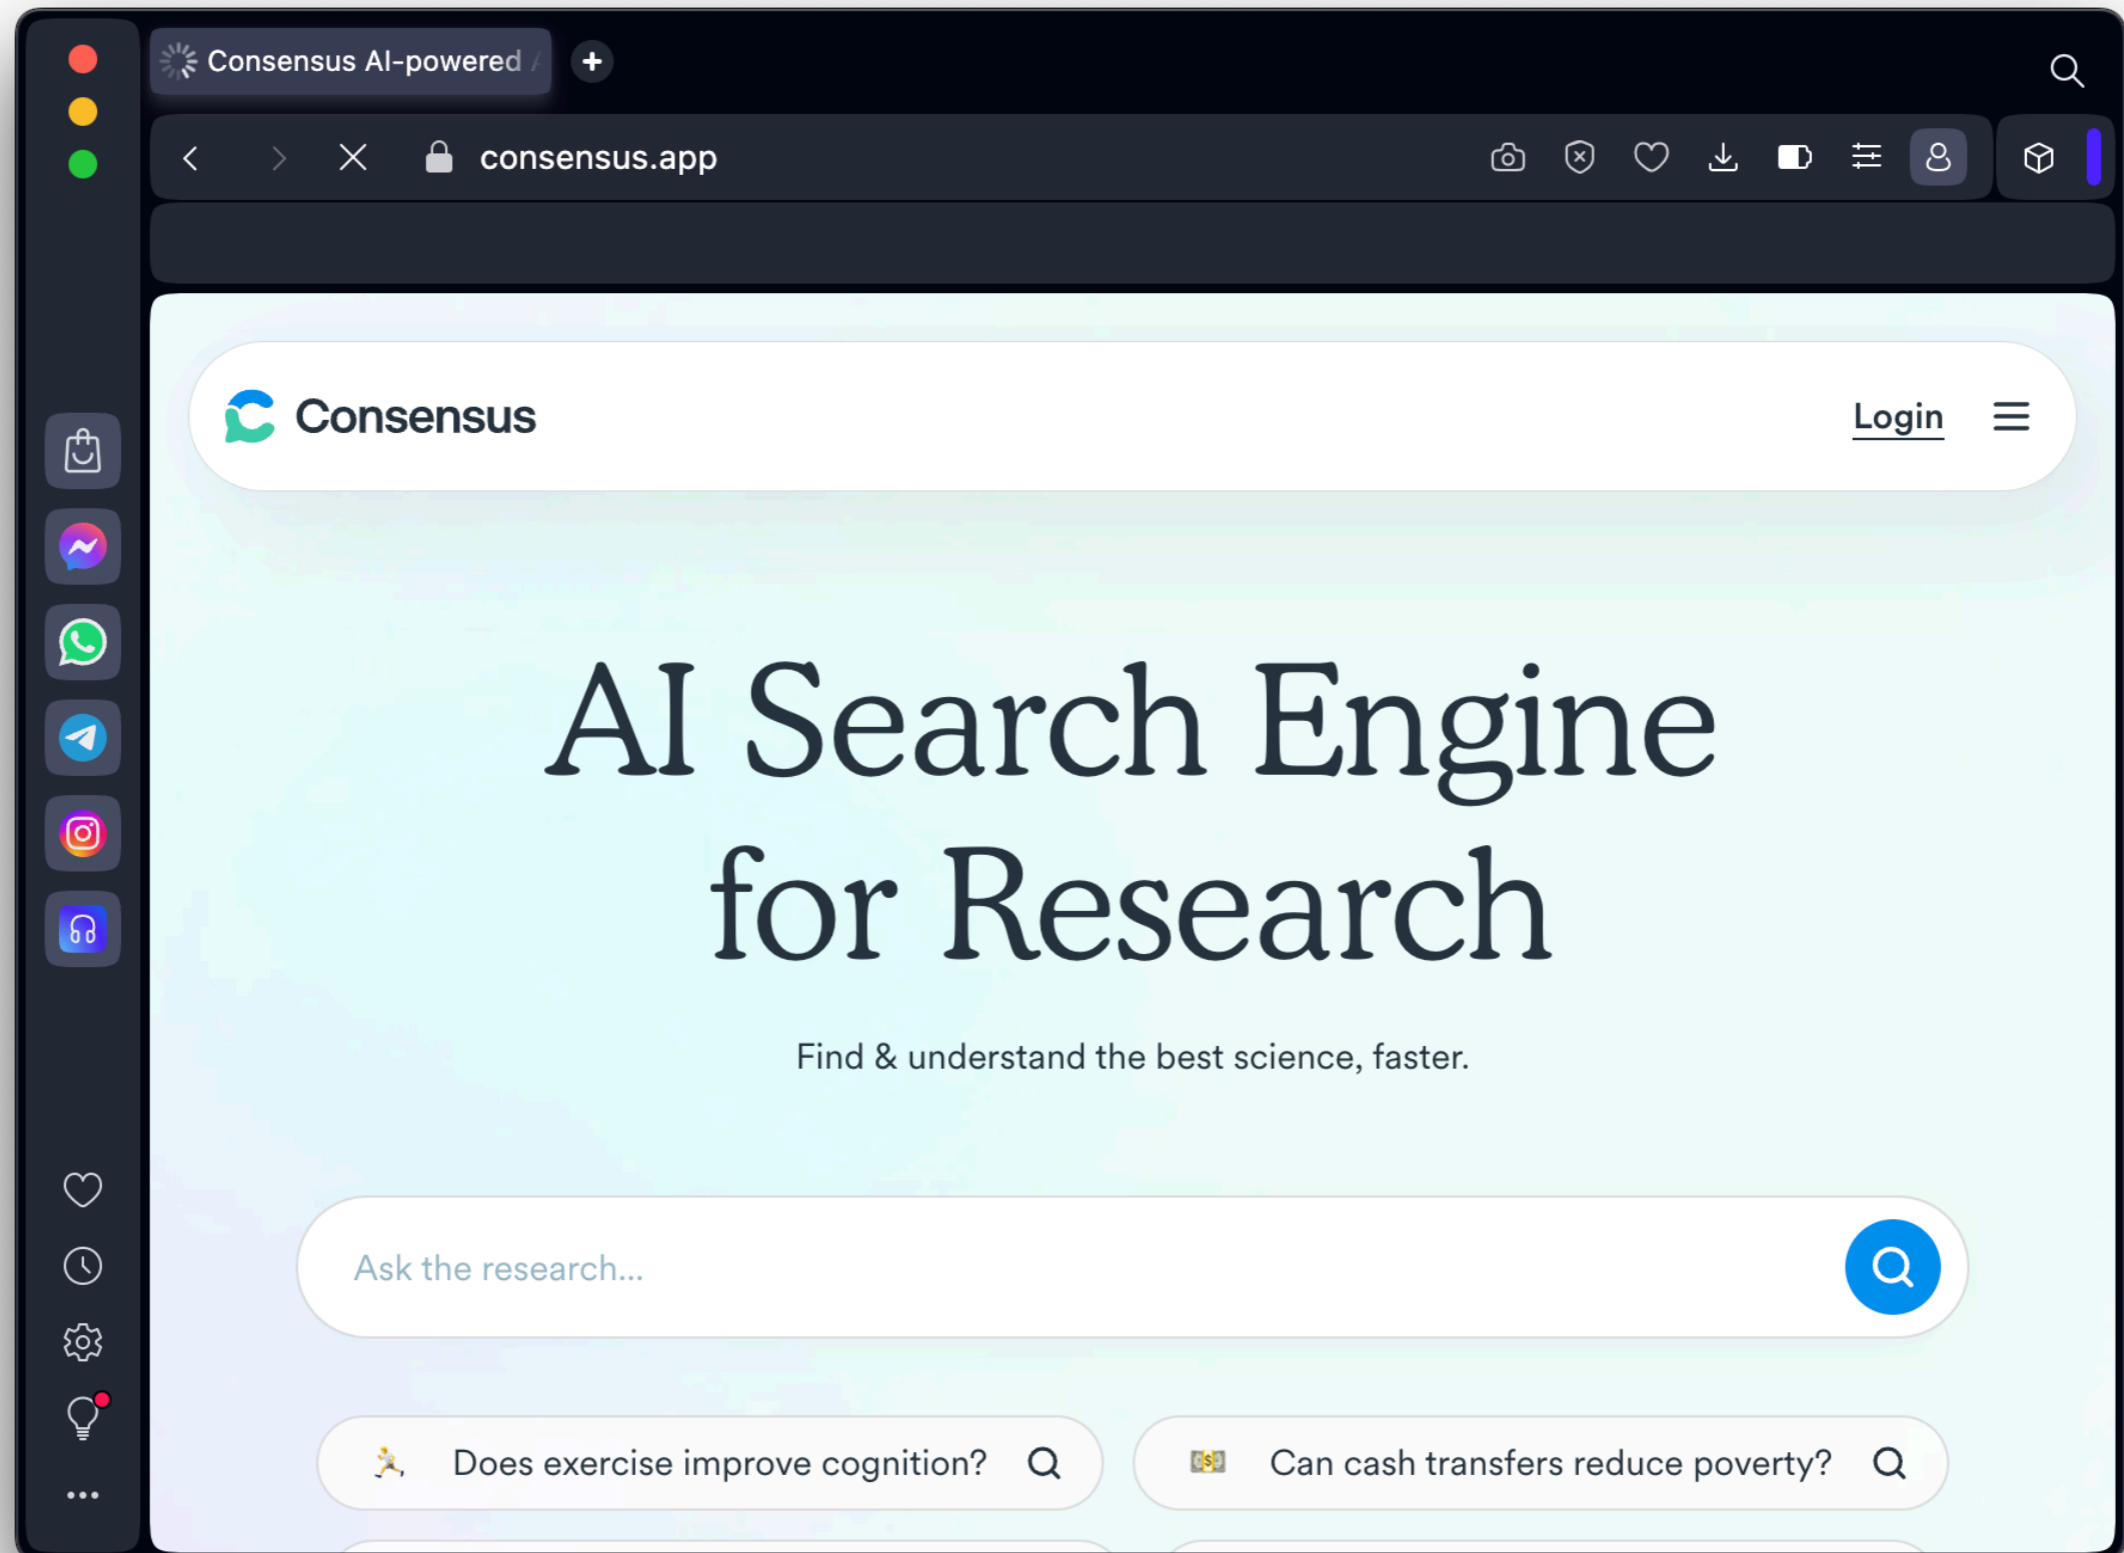 Consensus AI-powered
consensus.app
Consensus
Login
AI Search Engine
for Research
Find & understand the best science, faster.
Ask the research...
Does exercise improve cognition?
Can cash transfers reduce poverty?